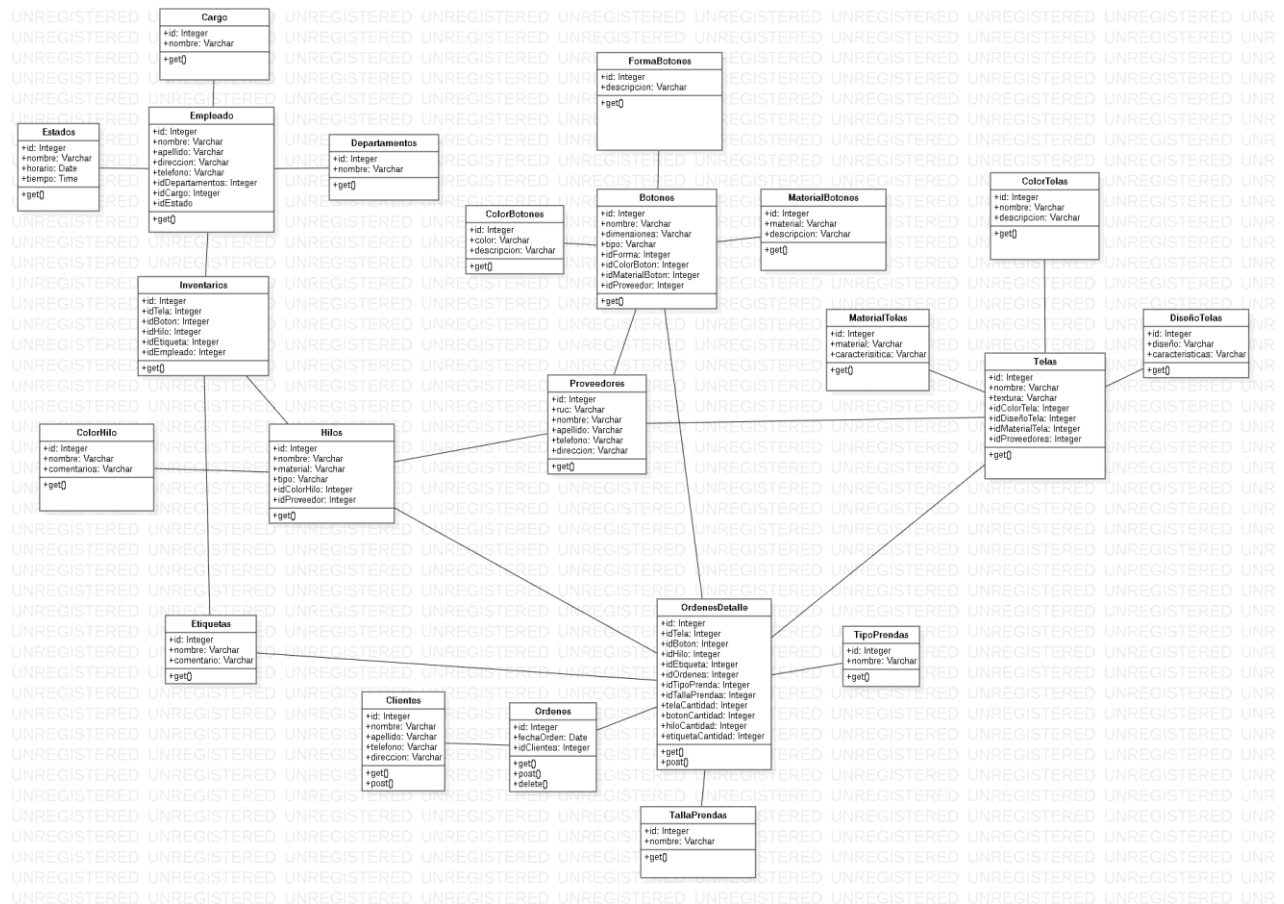 Cargo
+id: Integer
+nombre: Varchar
+get()
FormaBotones
+id: Integer
+descripcion: Varchar
+get()
Empleado
+id: Integer
+nombre: Varchar
+apellido: Varchar
+direccion: Varchar
+telefono: Varchar
+idDepartamentos: Integer
+idCargo: Integer
+idEstado
+get()
Estados
+id: Integer
+nombre: Varchar
+horario: Date
+tiempo: Time
+get()
Departamentos
+id: Integer
+nombre: Varchar
+get()
ColorTelas
+id: Integer
+nombre: Varchar
+descripcion: Varchar
+get()
Botones
+id: Integer
+nombre: Varchar
+dimensiones: Varchar
+tipo: Varchar
+idForma: Integer
+idColorBoton: Integer
+idMaterialBoton: Integer
+idProveedor: Integer
+get()
MaterialBotones
+id: Integer
+material: Varchar
+descripcion: Varchar
+get()
ColorBotones
+id: Integer
+color: Varchar
+descripcion: Varchar
+get()
Inventarios
+id: Integer
+idTela: Integer
+idBoton: Integer
+idHilo: Integer
+idEtiqueta: Integer
+idEmpleado: Integer
+get()
MaterialTelas
+id: Integer
+material: Varchar
+caracterisitica: Varchar
+get()
DiseñoTelas
+id: Integer
+diseño: Varchar
+caracteristicas: Varchar
+get()
Telas
+id: Integer
+nombre: Varchar
+textura: Varchar
+idColorTela: Integer
+idDiseñoTela: Integer
+idMaterialTela: Integer
+idProveedores: Integer
+get()
Proveedores
+id: Integer
+ruc: Varchar
+nombre: Varchar
+apellido: Varchar
+telefono: Varchar
+direccion: Varchar
+get()
ColorHilo
+id: Integer
+nombre: Varchar
+comentarios: Varchar
+get()
Hilos
+id: Integer
+nombre: Varchar
+material: Varchar
+tipo: Varchar
+idColorHilo: Integer
+idProveedor: Integer
+get()
Etiquetas
+id: Integer
+nombre: Varchar
+comentario: Varchar
+get()
OrdenesDetalle
+id: Integer
+idTela: Integer
+idBoton: Integer
+idHilo: Integer
+idEtiqueta: Integer
+idOrdenes: Integer
+idTipoPrenda: Integer
+idTallaPrendas: Integer
+telaCantidad: Integer
+botonCantidad: Integer
+hiloCantidad: Integer
+etiquetaCantidad: Integer
+get()
+post()
TipoPrendas
+id: Integer
+nombre: Varchar
+get()
Clientes
+id: Integer
+nombre: Varchar
+apellido: Varchar
+telefono: Varchar
+direccion: Varchar
+get()
+post()
Ordenes
+id: Integer
+fechaOrden: Date
+idClientes: Integer
+get()
+post()
+delete()
TallaPrendas
+id: Integer
+nombre: Varchar
+get()
UNREGISTERED